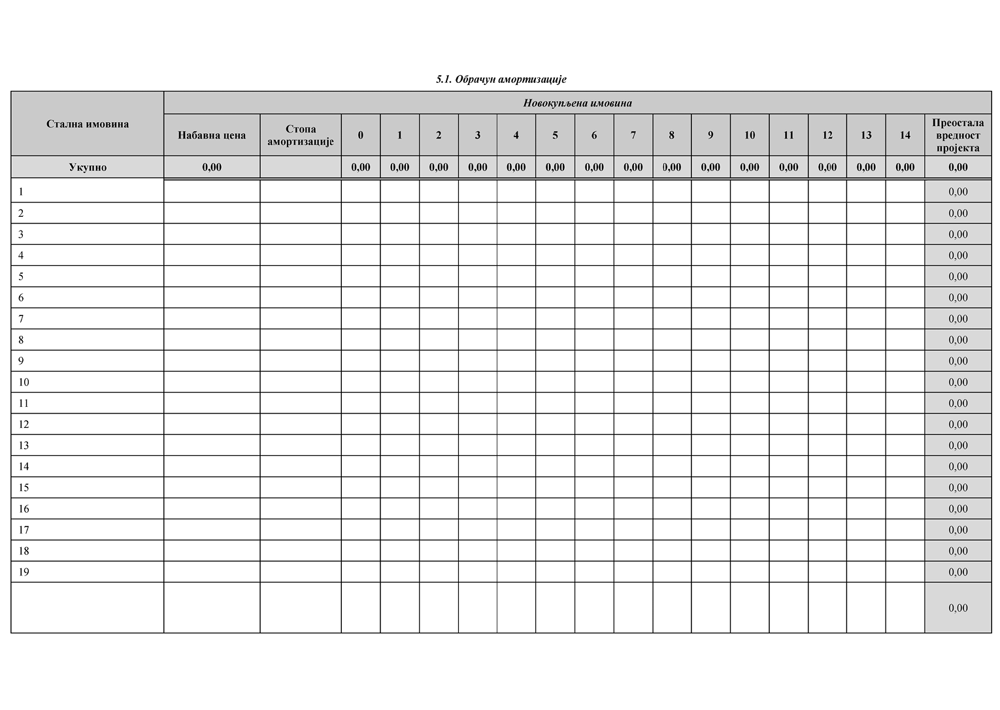 5.1. Обрачун амортизације
Стална имовина
Новокупљена имовина
Набавна цена
Стопа
амортизације
0 1 2 3 4 5 6 7 8 9 10 11 12 13 14
Преостала
вредност
пројекта
Укупно 0,00 0,00 0,00 0,00 0,00 0,00 0,00 0,00 0,00 0,00 0,00 0,00 0,00 0,00 0,00 0,00 0,00
1 0,00
2 0,00
3 0,00
4 0,00
5 0,00
6 0,00
7 0,00
8 0,00
9 0,00
10 0,00
11 0,00
12 0,00
13 0,00
14 0,00
15 0,00
16 0,00
17 0,00
18 0,00
19 0,00
0,00